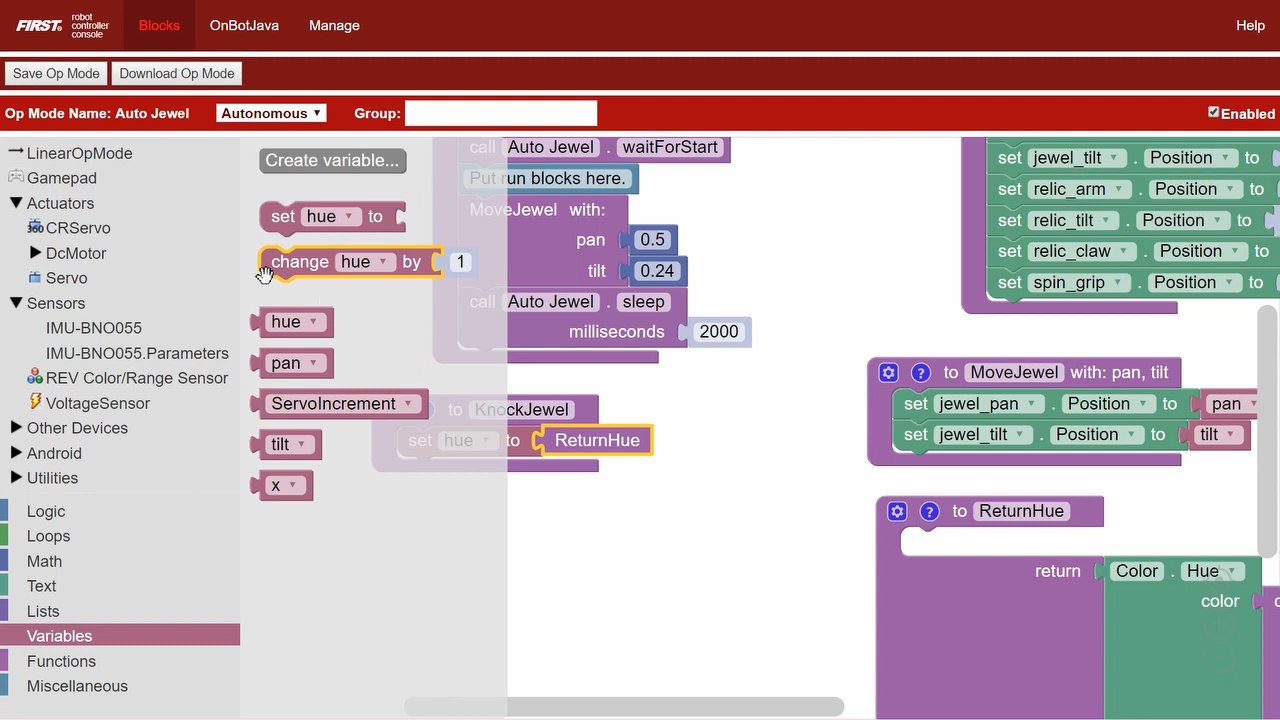 FIRST. robot controller console
Blocks
OnBotJava
Manage
Help
Save Op Mode
Download Op Mode
Op Mode Name: Auto Jewel
Autonomous
Group:
Enabled
LinearOpMode
Gamepad
Actuators
CRServo
DcMotor
Servo
Sensors
IMU-BNO055
IMU-BNO055.Parameters
REV Color/Range Sensor
VoltageSensor
Other Devices
Android
Utilities
Logic
Loops
Math
Text
Lists
Variables
Functions
Miscellaneous
Create variable...
set hue to
change hue by 1
hue
pan
ServoIncrement
tilt
x
call Auto Jewel . waitForStart
Put run blocks here.
MoveJewel with:
pan 0.5
tilt 0.24
call Auto Jewel . sleep
milliseconds 2000
to KnockJewel
set hue to ReturnHue
set jewel_tilt . Position to
set relic_arm . Position to
set relic_tilt . Position to
set relic_claw . Position to
set spin_grip . Position to
? to MoveJewel with: pan, tilt
set jewel_pan . Position to pan
set jewel_tilt . Position to tilt
? to ReturnHue
return Color . Hue
color